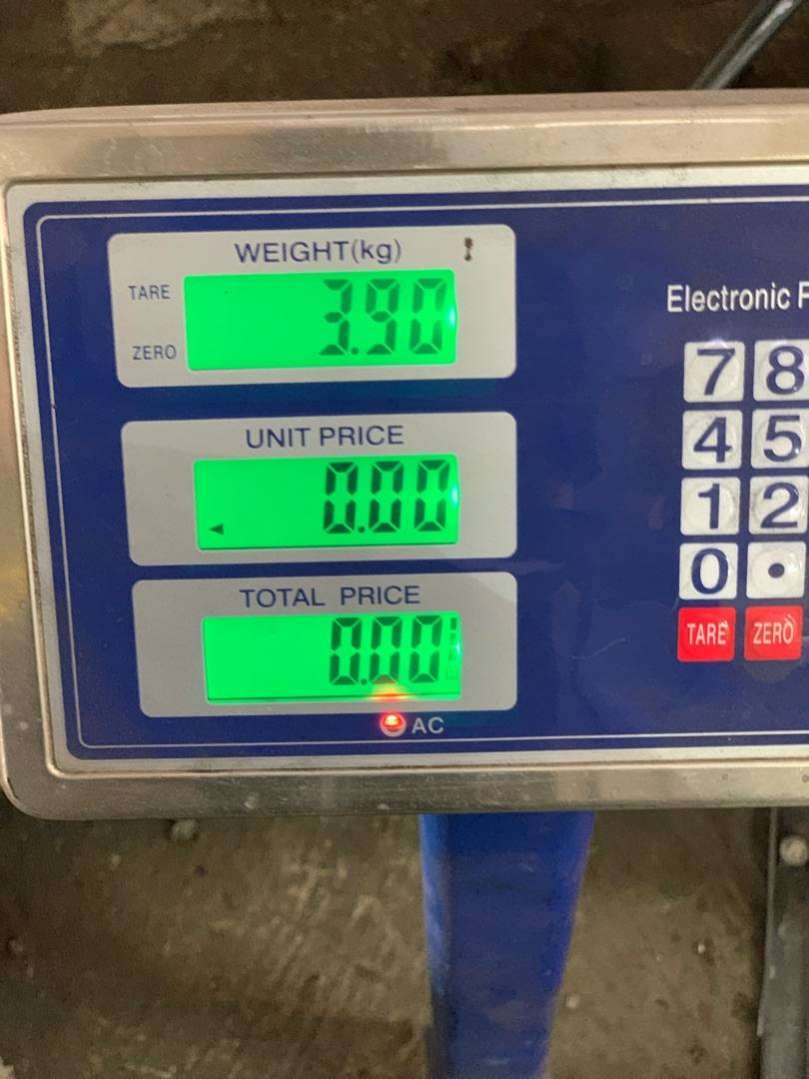 WEIGHT(kg)
TARE
3.90
ZERO
UNIT PRICE
0.00
TOTAL PRICE
0.00
AC
Electronic
7 8
4 5
1 2
0 •
TARE ZERO